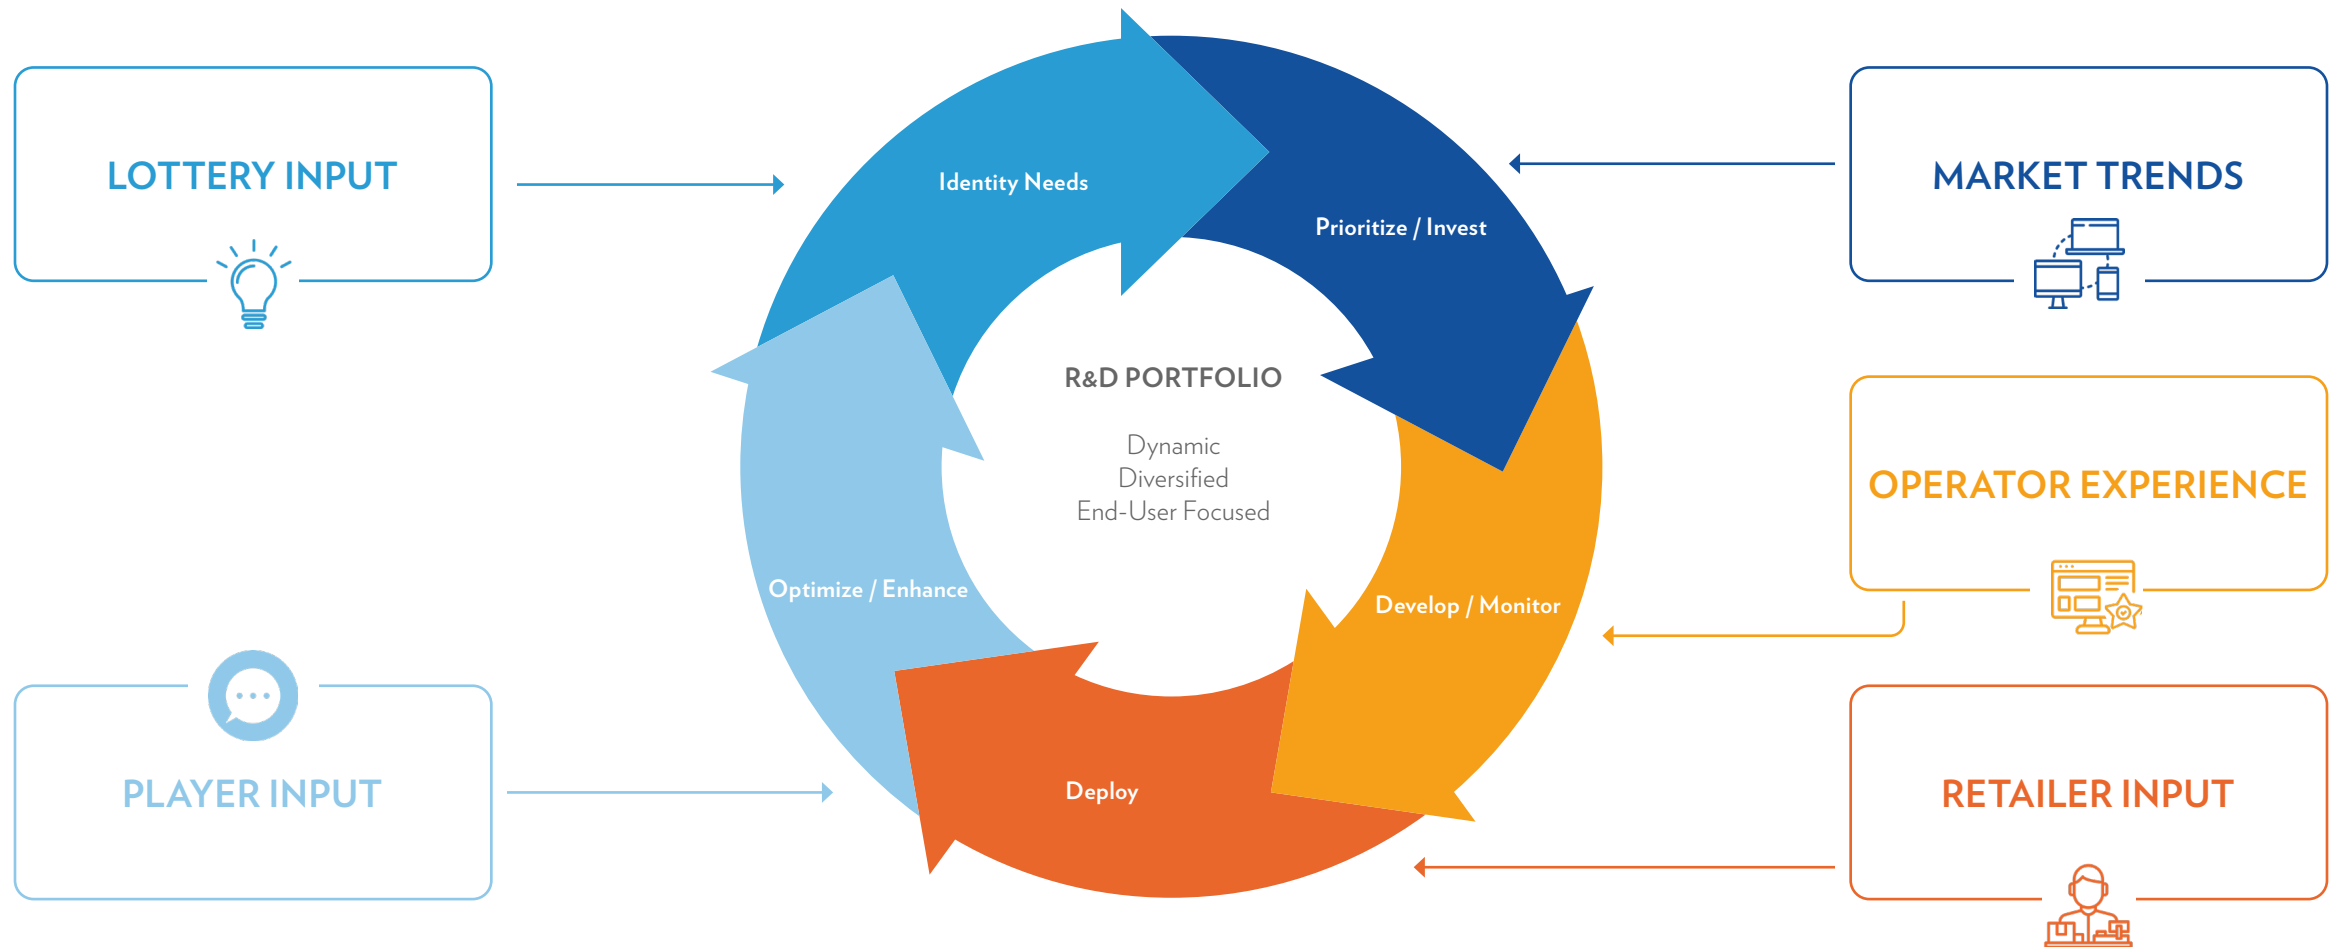 LOTTERY INPUT
Identity Needs
Prioritize / Invest
MARKET TRENDS
R&D PORTFOLIO
Dynamic
Diversified
End-User Focused
OPERATOR EXPERIENCE
Optimize / Enhance
Develop / Monitor
PLAYER INPUT
Deploy
RETAILER INPUT